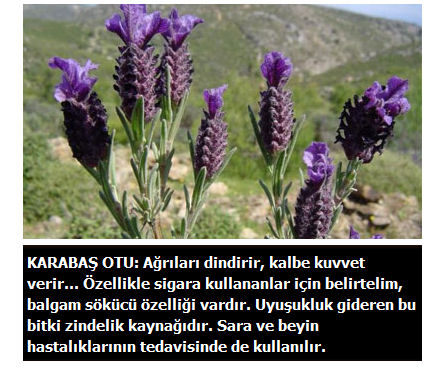 KARABAŞ OTU: Ağrıları dindirir, kalbe kuvvet
verir... Özellikle sigara kullananlar için belirtelim,
balgam sökücü özelliği vardır. Uyuşukluk gideren bu
bitki zindelik kaynağıdır. Sara ve beyin
hastalıklarının tedavisinde de kullanılır.